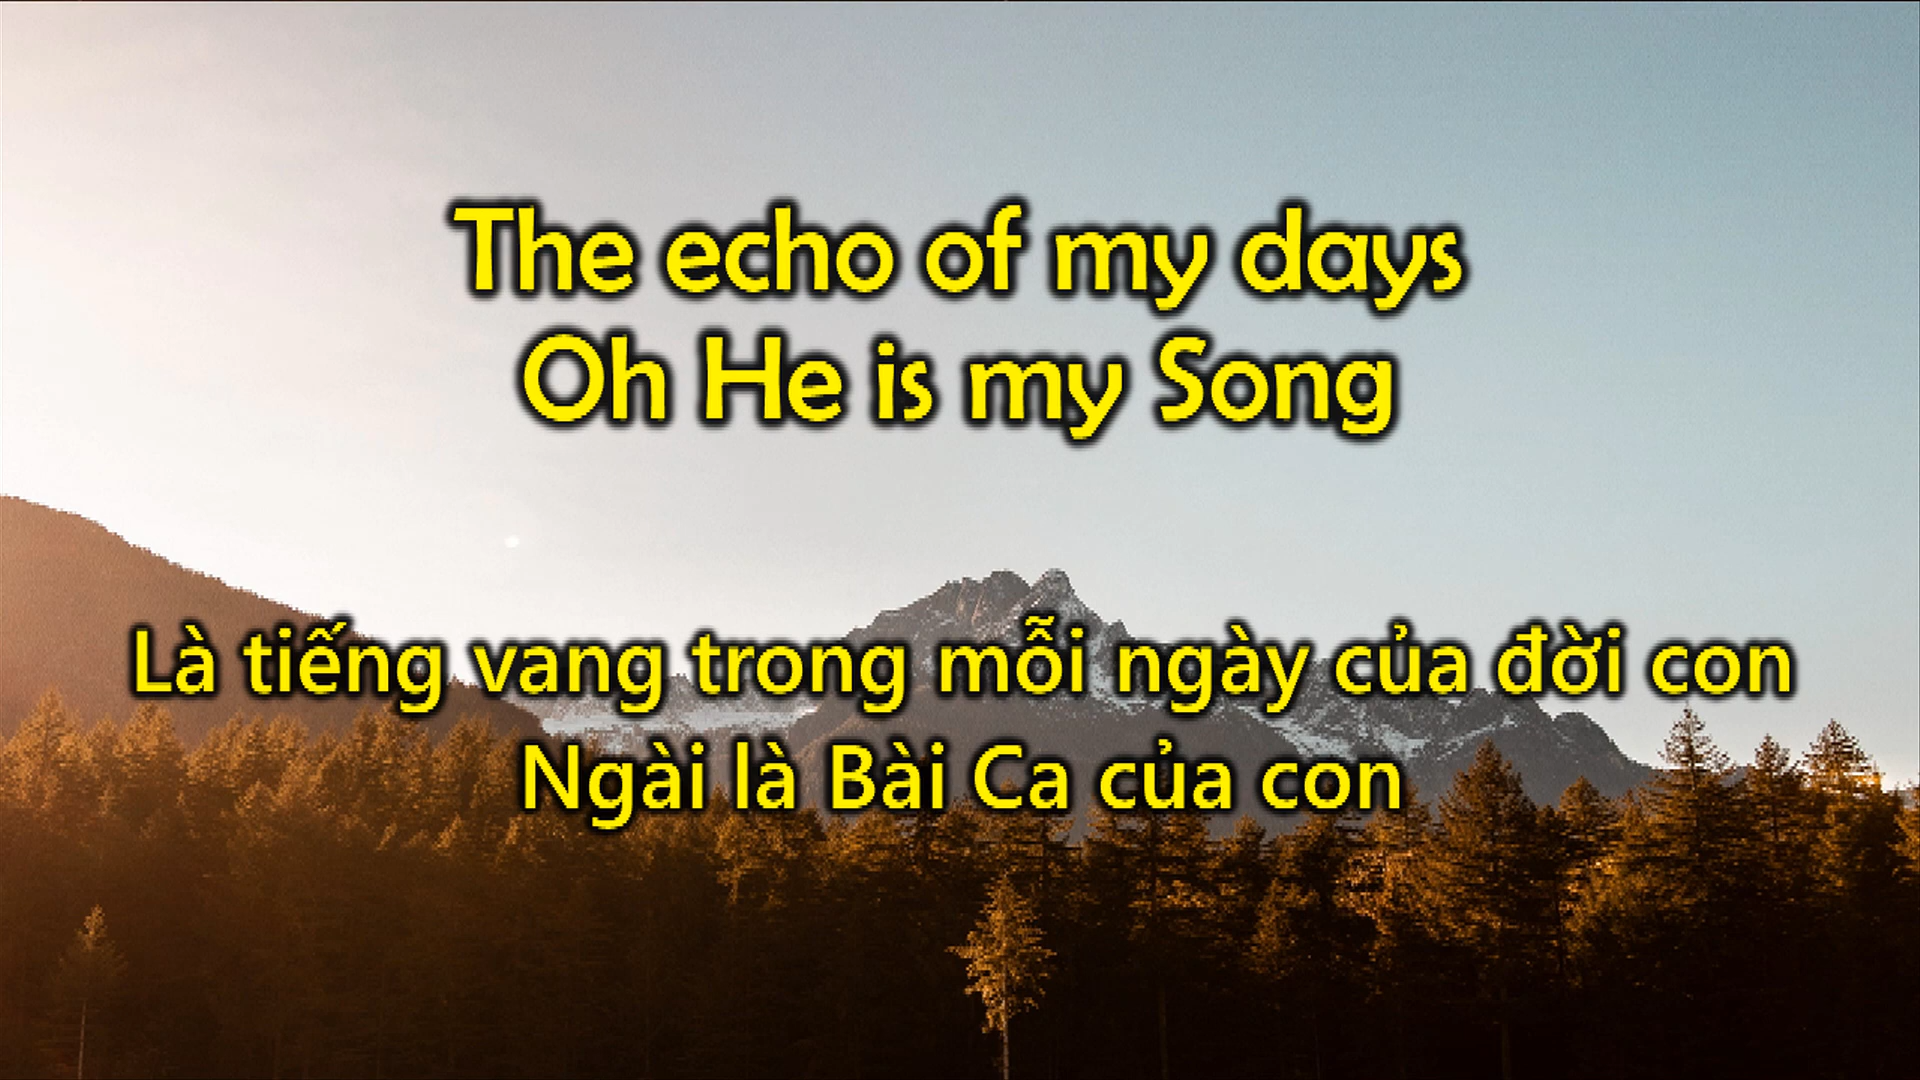 The echo of my days
Oh He is my Song
Là tiếng vang trong mỗi ngày của đời con
Ngài là Bài Ca của con